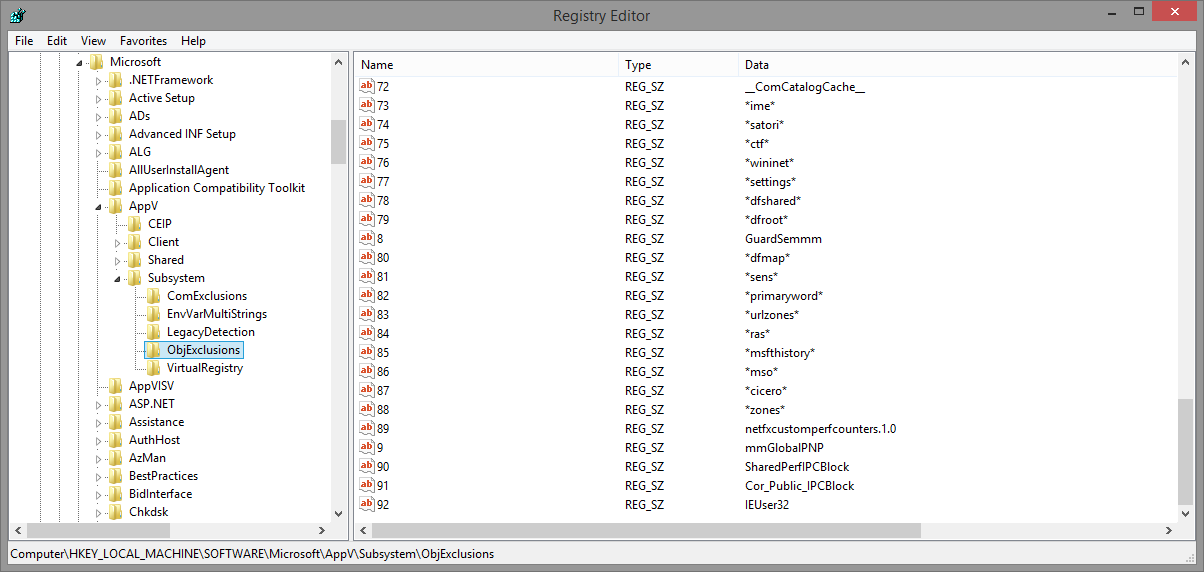 Registry Editor
File Edit View Favorites Help
Microsoft
.NETFramework
Active Setup
ADs
Advanced INF Setup
ALG
AllUserInstallAgent
Application Compatibility Toolkit
AppV
CEIP
Client
Shared
Subsystem
ComExclusions
EnvVarMultiStrings
LegacyDetection
ObjExclusions
VirtualRegistry
AppVISV
ASP.NET
Assistance
AuthHost
AzMan
BestPractices
BidInterface
Chkdsk
Name Type Data
72 REG_SZ __ComCatalogCache__
73 REG_SZ *ime*
74 REG_SZ *satori*
75 REG_SZ *ctf*
76 REG_SZ *wininet*
77 REG_SZ *settings*
78 REG_SZ *dfshared*
79 REG_SZ *dfroot*
8 REG_SZ GuardSemmm
80 REG_SZ *dfmap*
81 REG_SZ *sens*
82 REG_SZ *primaryword*
83 REG_SZ *urlzones*
84 REG_SZ *ras*
85 REG_SZ *msfthistory*
86 REG_SZ *mso*
87 REG_SZ *cicero*
88 REG_SZ *zones*
89 REG_SZ netfxcustomperfcounters.1.0
9 REG_SZ mmGlobalPNP
90 REG_SZ SharedPerfIPCBlock
91 REG_SZ Cor_Public_IPCBlock
92 REG_SZ IEUser32
Computer\HKEY_LOCAL_MACHINE\SOFTWARE\Microsoft\AppV\Subsystem\ObjExclusions